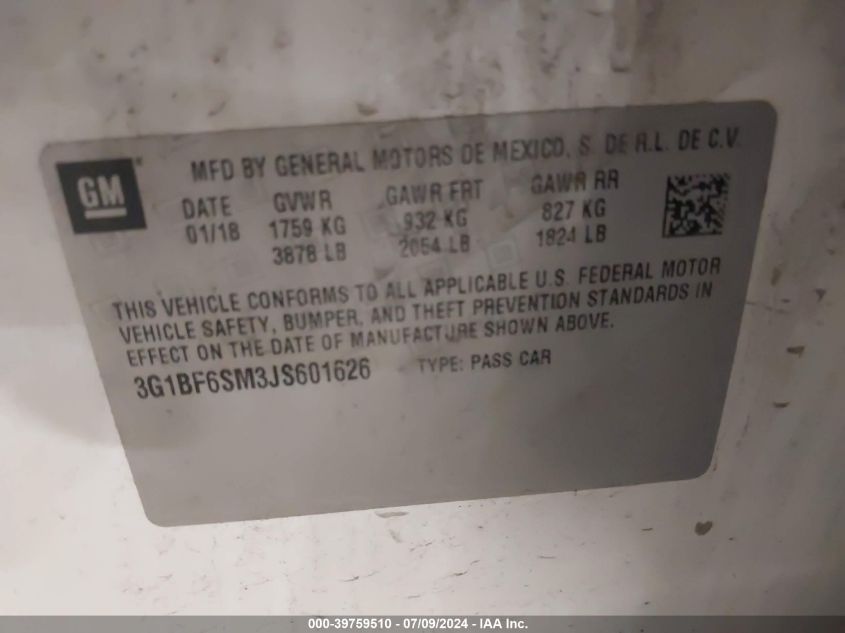 GM
MFD BY GENERAL MOTORS DE MEXICO, S. DE R.L. DE C.V.
DATE GVWR GAWR FRT GAWR RR
01/18 1759 KG 932 KG 827 KG
3878 LB 2054 LB 1824 LB
THIS VEHICLE CONFORMS TO ALL APPLICABLE U.S. FEDERAL MOTOR
VEHICLE SAFETY, BUMPER, AND THEFT PREVENTION STANDARDS IN
EFFECT ON THE DATE OF MANUFACTURE SHOWN ABOVE.
3G1BF6SM3JS601626 TYPE: PASS CAR
000-39759510 - 07/09/2024 - IAA Inc.